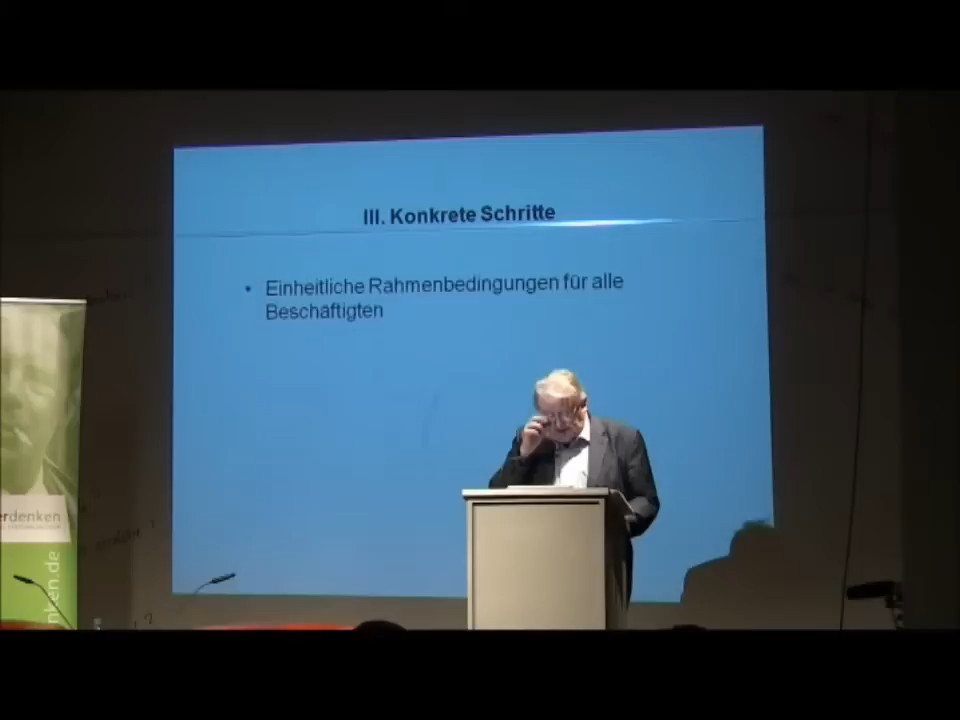 III. Konkrete Schritte
• Einheitliche Rahmenbedingungen für alle
Beschäftigten
erdenken
nken.de